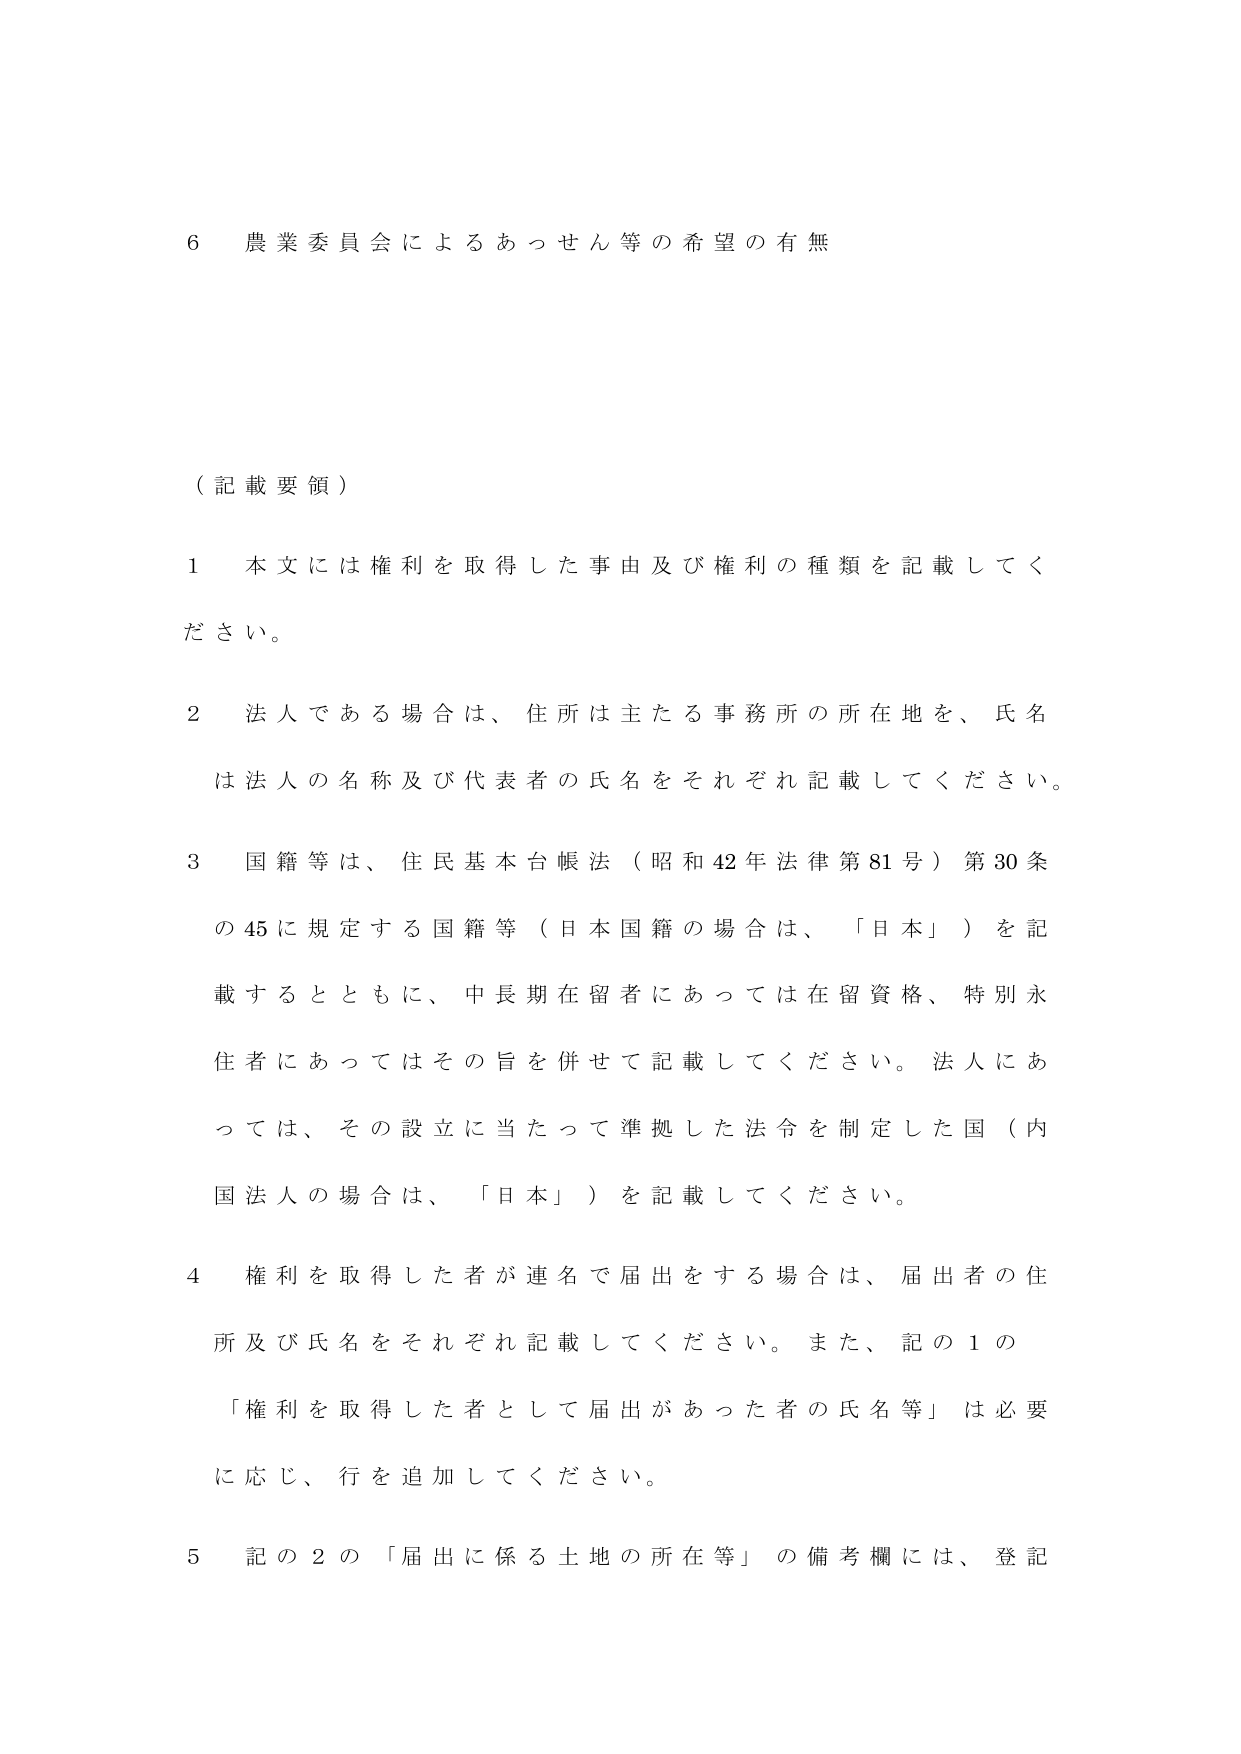 ６　農業委員会によるあっせん等の希望の有無
（記載要領）
１　本文には権利を取得した事由及び権利の種類を記載してく
ださい。
２　法人である場合は、住所は主たる事務所の所在地を、氏名
は法人の名称及び代表者の氏名をそれぞれ記載してください。
３　国籍等は、住民基本台帳法（昭和42年法律第81号）第30条
の45に規定する国籍等（日本国籍の場合は、「日本」）を記
載するとともに、中長期在留者にあっては在留資格、特別永
住者にあってはその旨を併せて記載してください。法人にあ
っては、その設立に当たって準拠した法令を制定した国（内
国法人の場合は、「日本」）を記載してください。
４　権利を取得した者が連名で届出をする場合は、届出者の住
所及び氏名をそれぞれ記載してください。また、記の１の
「権利を取得した者として届出があった者の氏名等」は必要
に応じ、行を追加してください。
５　記の２の「届出に係る土地の所在等」の備考欄には、登記